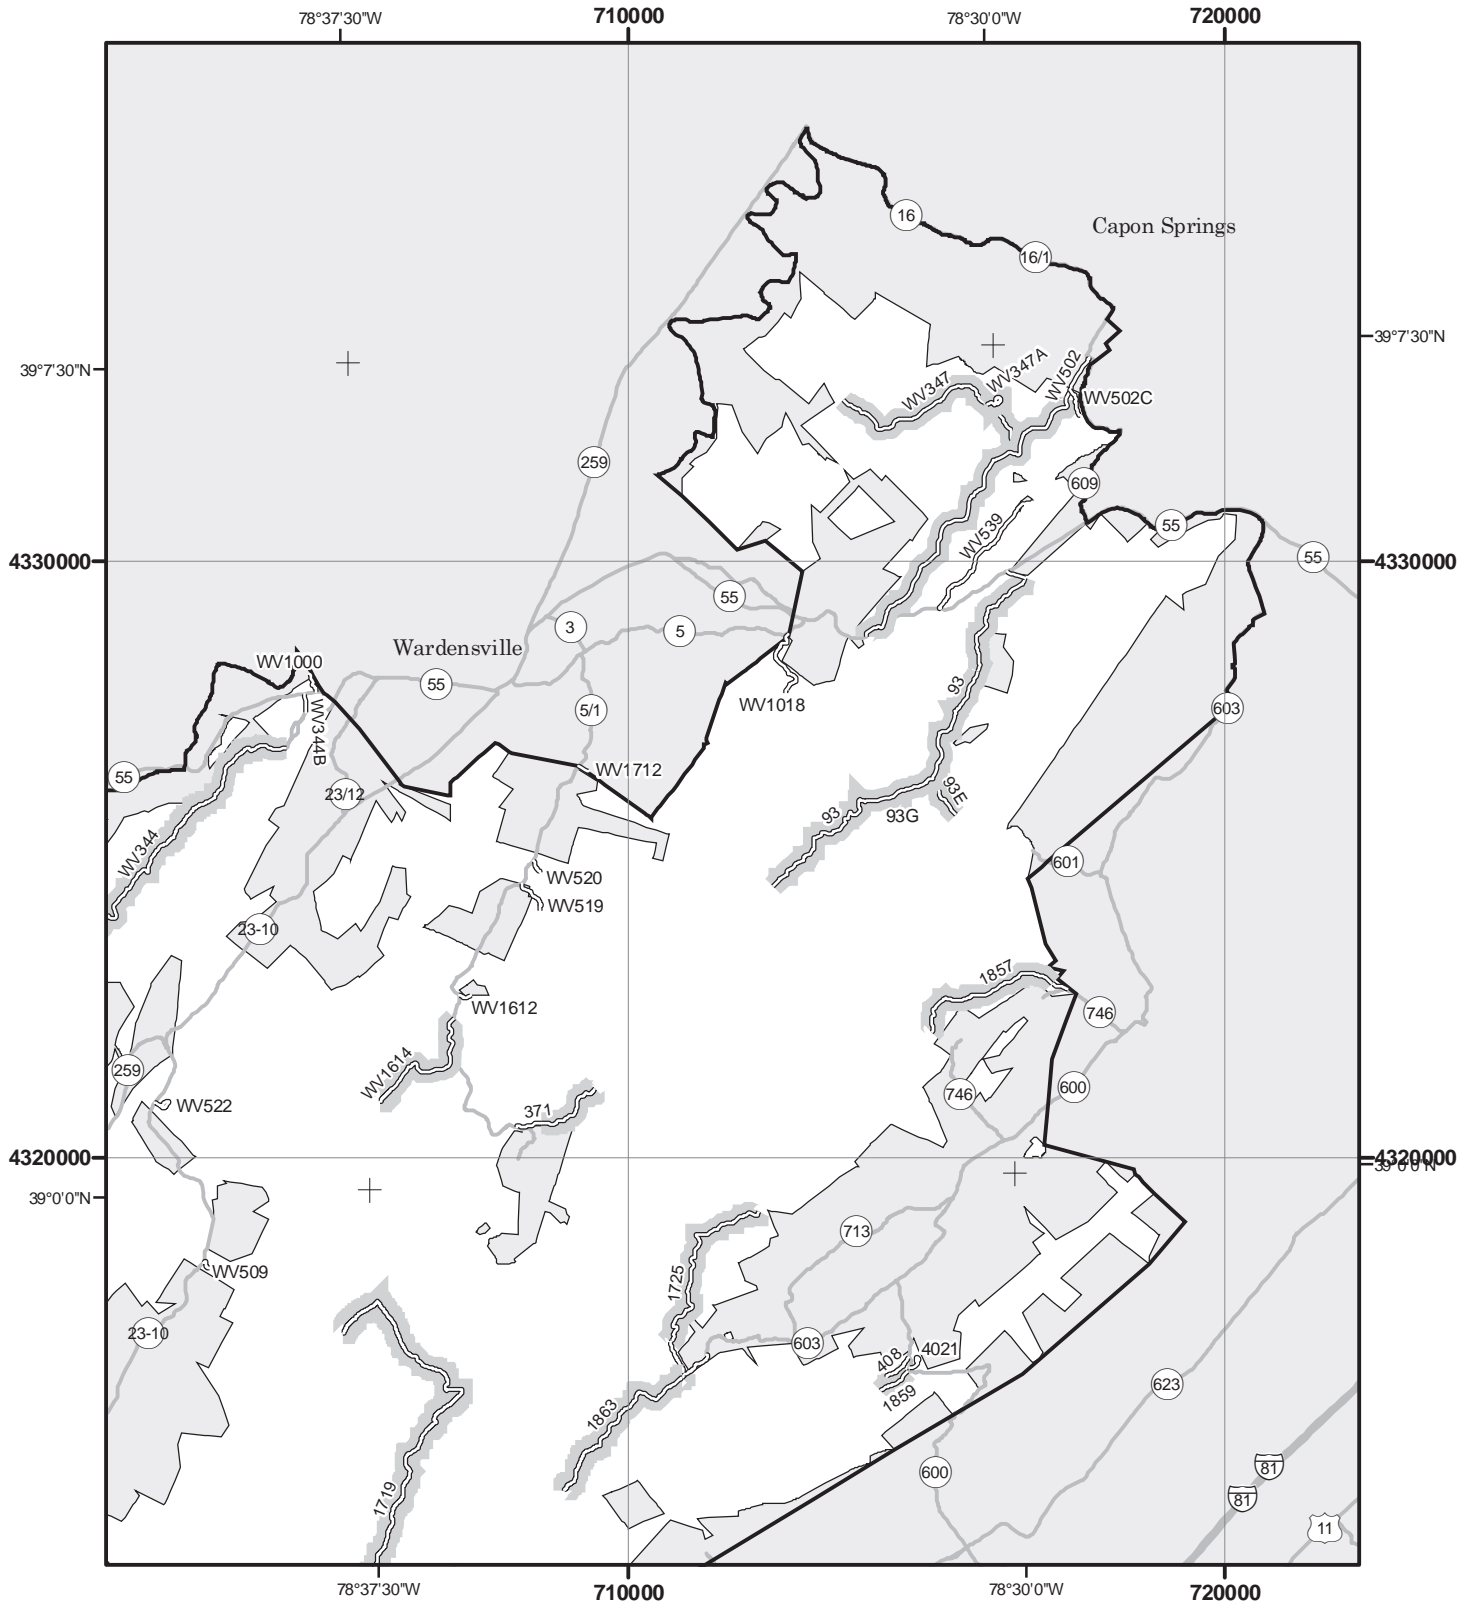 78°37'30"W
710000
78°30'0"W
720000
16
Capon Springs
16/1
39°7'30"N
39°7'30"N
WV347A
WV502
WV347
WV502C
259
609
55
WV539
4330000
55
4330000
55
3
5
Wardensville
WV1000
55
93
WV1018
603
5/1
WV344B
WV1712
55
23/12
93E
93
93G
WV344
601
WV520
WV519
23-10
1857
WV1612
746
WV1614
259
746
600
WV522
371
4320000
4320000
39°0'0"N
39°0'0"N
713
WV509
1725
23-10
603
4021
408
623
1859
1863
81
600
1719
81
11
78°37'30"W
710000
78°30'0"W
720000